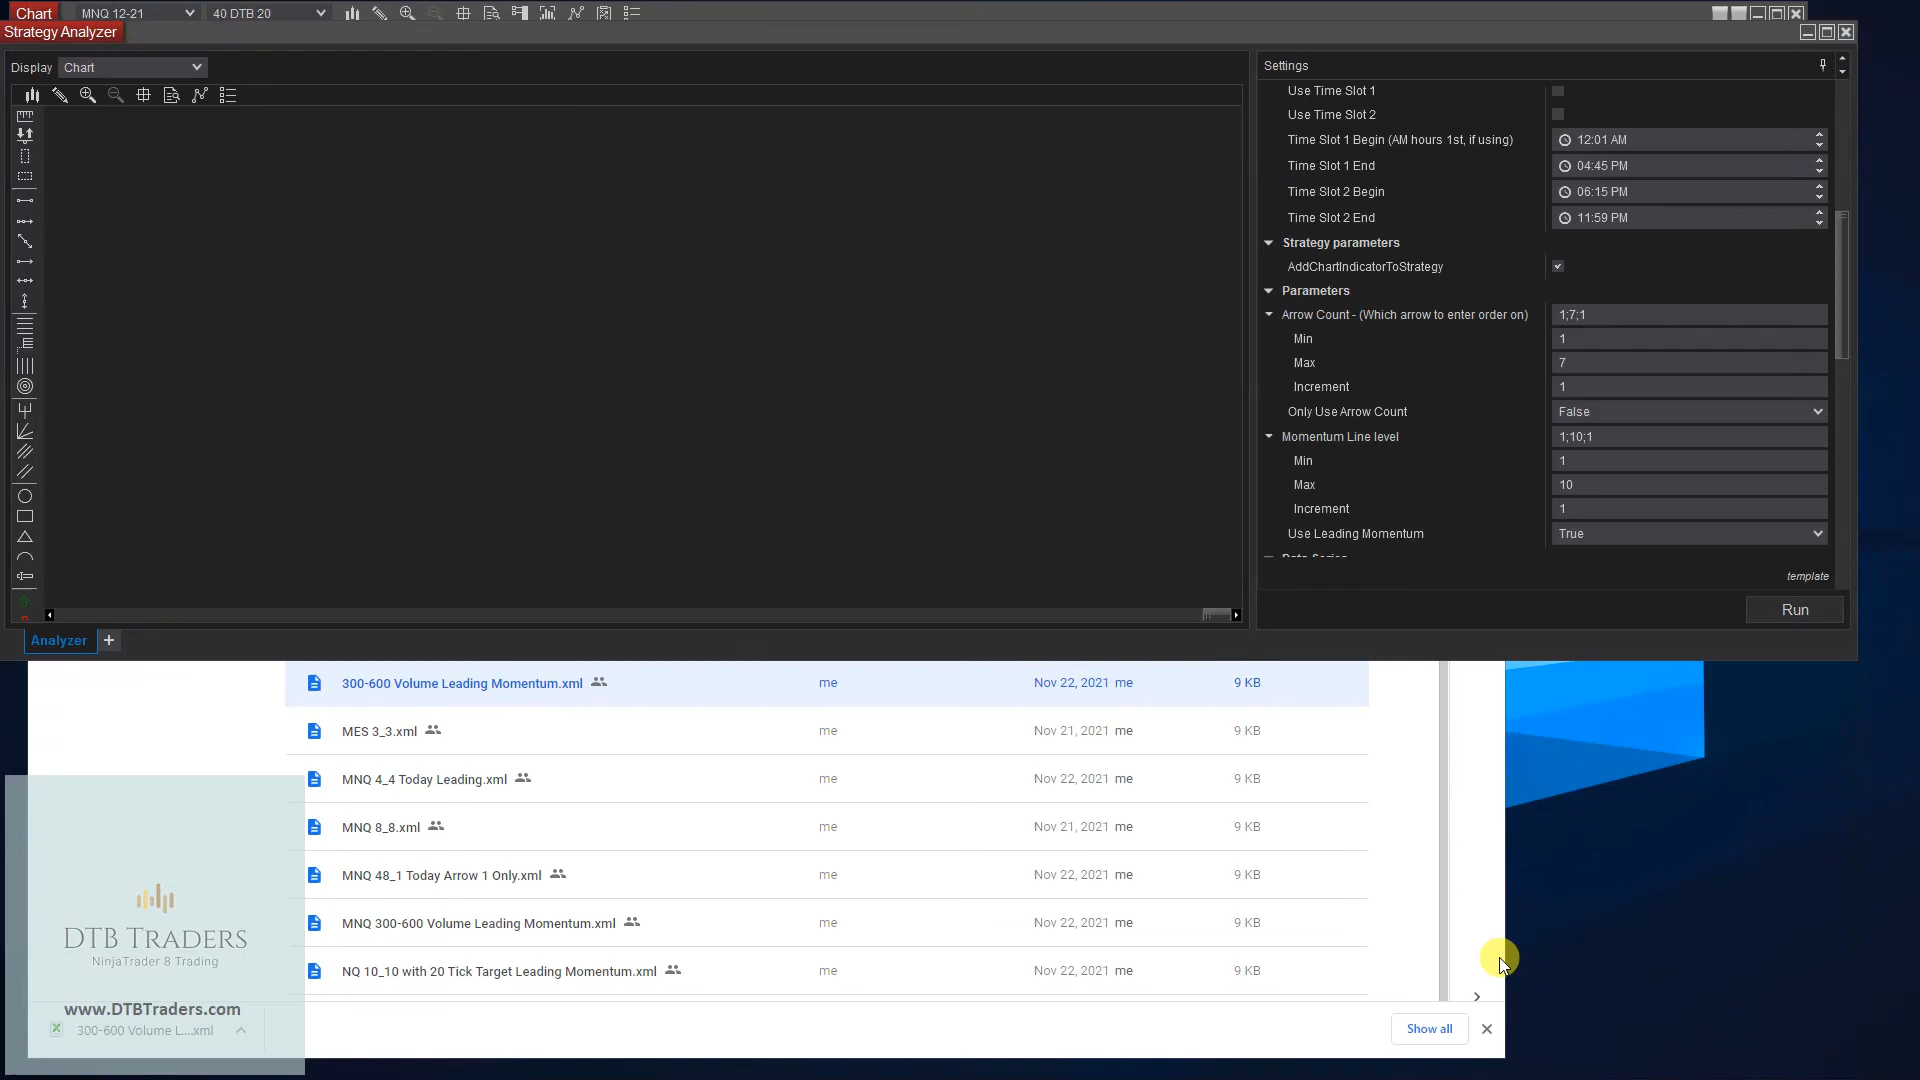 Chart MNQ 12-21 40 DTB 20
Strategy Analyzer
Display Chart
Settings
Use Time Slot 1
Use Time Slot 2
Time Slot 1 Begin (AM hours 1st, if using) 12:01 AM
Time Slot 1 End 04:45 PM
Time Slot 2 Begin 06:15 PM
Time Slot 2 End 11:59 PM
Strategy parameters
AddChartIndicatorToStrategy
Parameters
Arrow Count - (Which arrow to enter order on) 1;7;1
Min 1
Max 7
Increment 1
Only Use Arrow Count False
Momentum Line level 1;10;1
Min 1
Max 10
Increment 1
Use Leading Momentum True
Data Series
template
Run
Analyzer +
300-600 Volume Leading Momentum.xml me Nov 22, 2021 me 9 KB
MES 3_3.xml me Nov 21, 2021 me 9 KB
MNQ 4_4 Today Leading.xml me Nov 22, 2021 me 9 KB
MNQ 8_8.xml me Nov 21, 2021 me 9 KB
MNQ 48_1 Today Arrow 1 Only.xml me Nov 22, 2021 me 9 KB
MNQ 300-600 Volume Leading Momentum.xml me Nov 22, 2021 me 9 KB
NQ 10_10 with 20 Tick Target Leading Momentum.xml me Nov 22, 2021 me 9 KB
DTB TRADERS
NINJATRADER 8 TRADING
www.DTBTraders.com
300-600 Volume L....xml
Show all